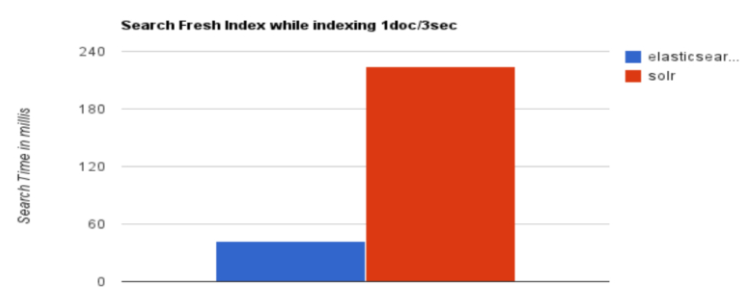 Search Fresh Index while indexing 1doc/3sec
240
elasticsear...
solr
180
120
60
0
Search Time in millis